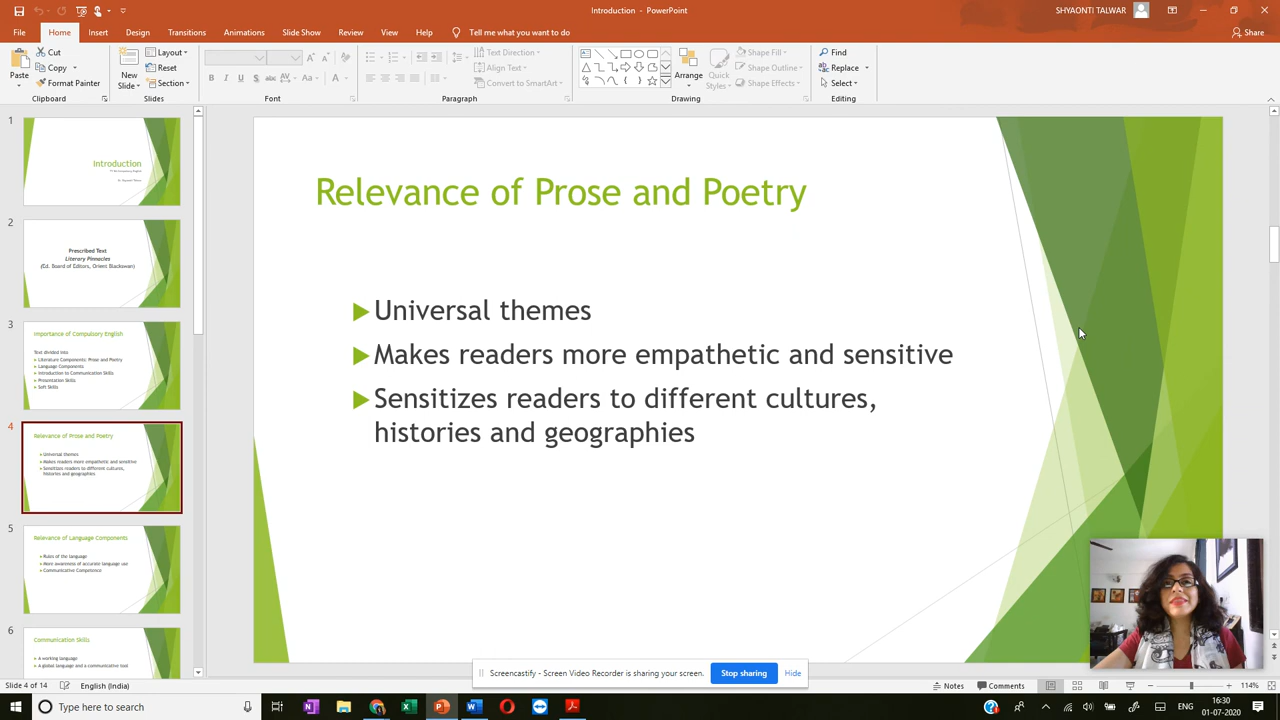 Introduction - PowerPoint
SHYAONTI TALWAR
File Home Insert Design Transitions Animations Slide Show Review View Help Tell me what you want to do Share
Paste
Cut
Copy
Format Painter
Clipboard
New Slide
Layout
Reset
Section
Slides
Font
Text Direction
Align Text
Convert to SmartArt
Paragraph
Arrange
Quick Styles
Shape Fill
Shape Outline
Shape Effects
Drawing
Find
Replace
Select
Editing
1
Introduction
2
Prescribed Text
Literary Pinnacles
(Ed. Board of Editors, Orient Blackswan)
3
Importance of Compulsory English
Text divided into
Literature Components: Prose and Poetry
Language Components
Introduction to Communication Skills
Presentation Skills
Soft Skills
4
Relevance of Prose and Poetry
Universal themes
Makes readers more empathetic and sensitive
Sensitizes readers to different cultures,
histories and geographies
5
Relevance of Language Components
Rules of the language
More awareness of accurate language use
Communicative Competence
6
Communication Skills
A working language
A global language and a communicative tool
Relevance of Prose and Poetry
Universal themes
Makes readers more empathetic and sensitive
Sensitizes readers to different cultures,
histories and geographies
Screencastify - Screen Video Recorder is sharing your screen. Stop sharing Hide
Slide 4 of 14 English (India) Notes Comments 114%
Type here to search
ENG
16:30
01-07-2020